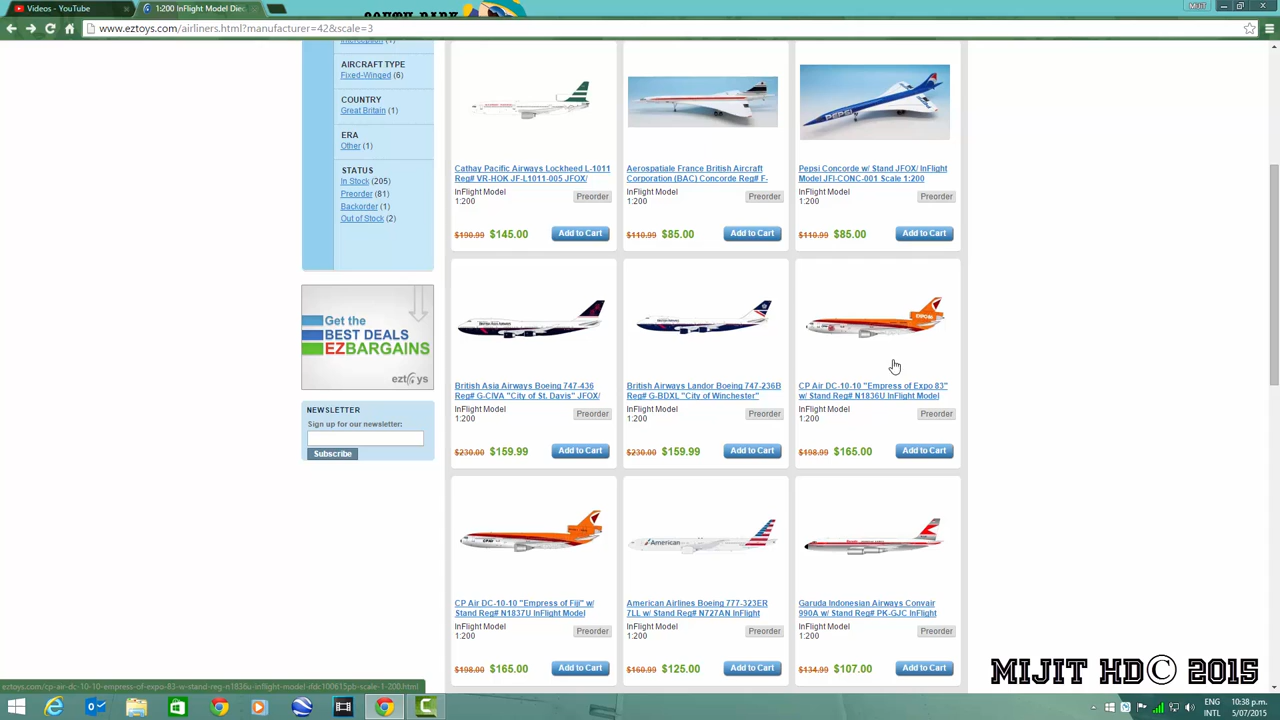 Videos - YouTube
1:200 InFlight Model Diec
MIJIT
www.eztoys.com/airliners.html?manufacturer=42&scale=3
AIRCRAFT TYPE
Fixed-Winged (6)
COUNTRY
Great Britain (1)
ERA
Other (1)
STATUS
In Stock (205)
Preorder (81)
Backorder (1)
Out of Stock (2)
Get the
BEST DEALS
EZBARGAINS
eztoys
NEWSLETTER
Sign up for our newsletter:
Subscribe
PEPSI
Cathay Pacific Airways Lockheed L-1011
Reg# VR-HOK JF-L1011-005 JFOX/
InFlight Model
1:200
Preorder
$190.99 $145.00 Add to Cart
Aerospatiale France British Aircraft
Corporation (BAC) Concorde Reg# F-
InFlight Model
1:200
Preorder
$110.99 $85.00 Add to Cart
Pepsi Concorde w/ Stand JFOX/ InFlight
Model JFI-CONC-001 Scale 1:200
InFlight Model
1:200
Preorder
$110.99 $85.00 Add to Cart
British Asia Airways Boeing 747-436
Reg# G-CIVA "City of St. Davis" JFOX/
InFlight Model
1:200
Preorder
$230.00 $159.99 Add to Cart
British Airways Landor Boeing 747-236B
Reg# G-BDXL "City of Winchester"
InFlight Model
1:200
Preorder
$230.00 $159.99 Add to Cart
CP Air DC-10-10 "Empress of Expo 83"
w/ Stand Reg# N1836U InFlight Model
InFlight Model
1:200
Preorder
$198.99 $165.00 Add to Cart
CP Air DC-10-10 "Empress of Fiji" w/
Stand Reg# N1837U InFlight Model
InFlight Model
1:200
Preorder
$198.00 $165.00 Add to Cart
American
American Airlines Boeing 777-323ER
7LL w/ Stand Reg# N727AN InFlight
InFlight Model
1:200
Preorder
$160.99 $125.00 Add to Cart
Garuda Indonesian Airways Convair
990A w/ Stand Reg# PK-GJC InFlight
InFlight Model
1:200
Preorder
$134.99 $107.00 Add to Cart
MIJIT HD© 2015
eztoys.com/cp-air-dc-10-10-empress-of-expo-83-w-stand-reg-n1836u-inflight-model-ifdc100615pb-scale-1-200.html
ENG
INTL
10:38 p.m.
5/07/2015